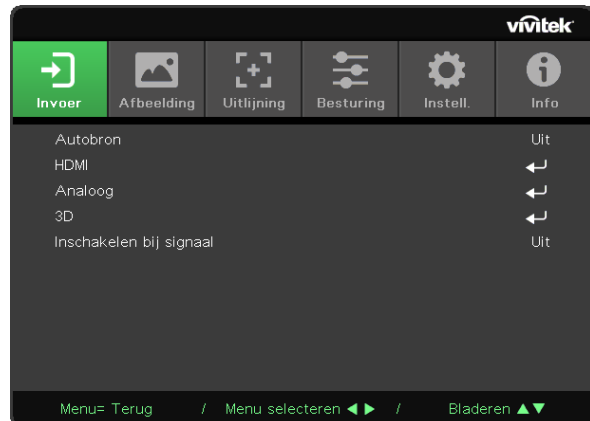 vivitek
Invoer Afbeelding Uitlijning Besturing Instell. Info
Autobron Uit
HDMI
Analoog
3D
Inschakelen bij signaal Uit
Menu= Terug / Menu selecteren ◀ ▶ / Bladeren ▲▼